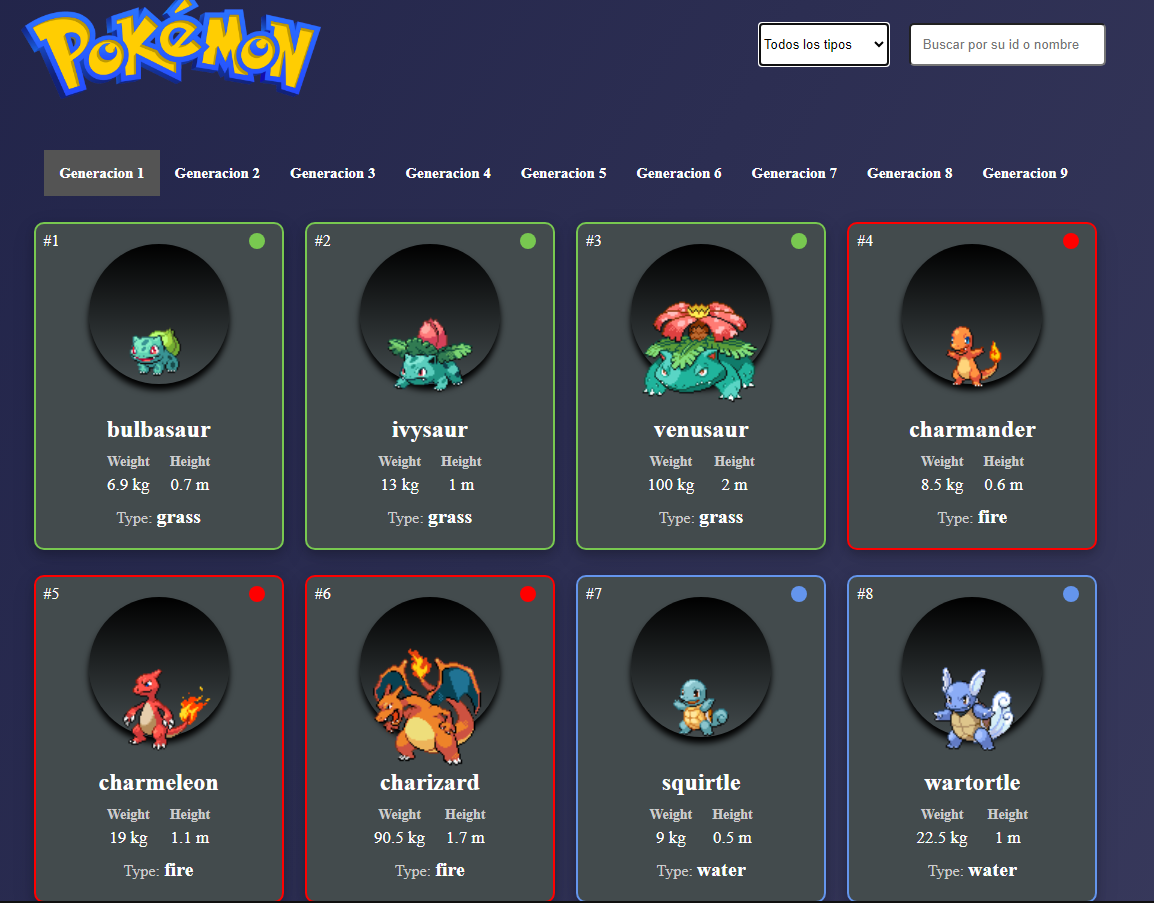 POKéMON
Todos los tipos
Buscar por su id o nombre
Generacion 1 Generacion 2 Generacion 3 Generacion 4 Generacion 5 Generacion 6 Generacion 7 Generacion 8 Generacion 9
#1
bulbasaur
Weight Height
6.9 kg 0.7 m
Type: grass
#2
ivysaur
Weight Height
13 kg 1 m
Type: grass
#3
venusaur
Weight Height
100 kg 2 m
Type: grass
#4
charmander
Weight Height
8.5 kg 0.6 m
Type: fire
#5
charmeleon
Weight Height
19 kg 1.1 m
Type: fire
#6
charizard
Weight Height
90.5 kg 1.7 m
Type: fire
#7
squirtle
Weight Height
9 kg 0.5 m
Type: water
#8
wartortle
Weight Height
22.5 kg 1 m
Type: water